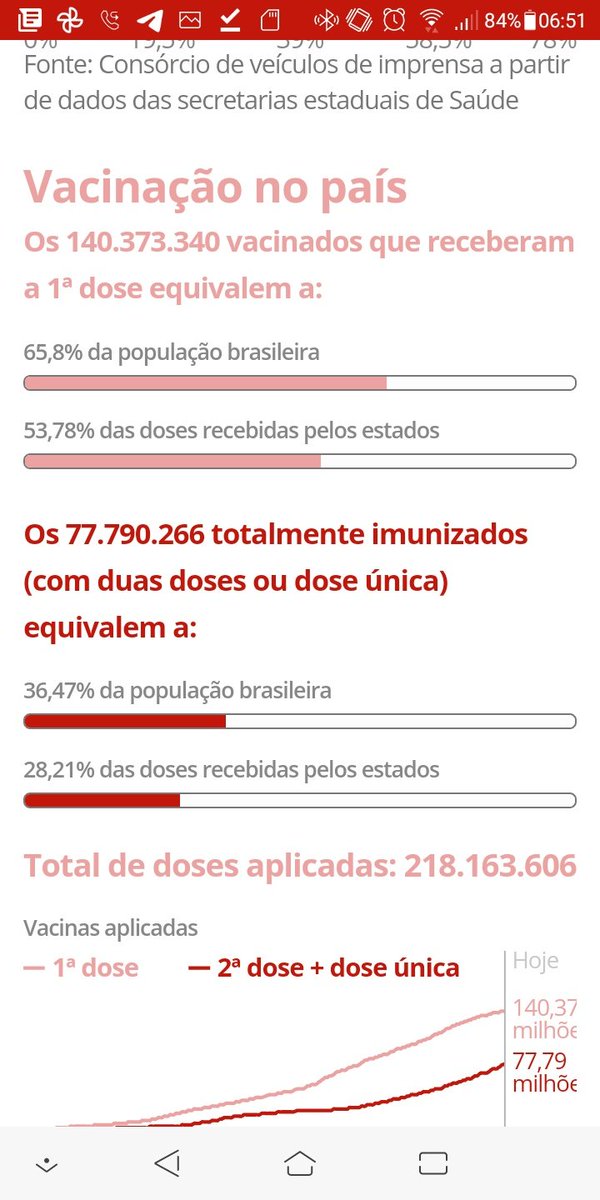 84% 06:51
0% 19,5% 39% 58,5% 78%
Fonte: Consórcio de veículos de imprensa a partir
de dados das secretarias estaduais de Saúde
Vacinação no país
Os 140.373.340 vacinados que receberam
a 1ª dose equivalem a:
65,8% da população brasileira
53,78% das doses recebidas pelos estados
Os 77.790.266 totalmente imunizados
(com duas doses ou dose única)
equivalem a:
36,47% da população brasileira
28,21% das doses recebidas pelos estados
Total de doses aplicadas: 218.163.606
Vacinas aplicadas
1ª dose 2ª dose + dose única
Hoje
140,37
milhõe
77,79
milhõe